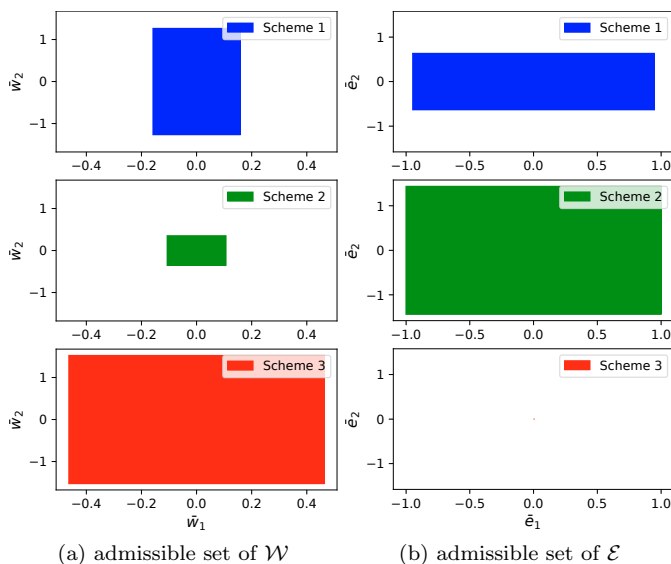 Scheme 1
w̄₂
1
0
−1
−0.4 −0.2 0.0 0.2 0.4
Scheme 1
ē₂
1
0
−1
−1.0 −0.5 0.0 0.5 1.0
Scheme 2
w̄₂
1
0
−1
−0.4 −0.2 0.0 0.2 0.4
Scheme 2
ē₂
1
0
−1
−1.0 −0.5 0.0 0.5 1.0
Scheme 3
w̄₂
1
0
−1
−0.4 −0.2 0.0 0.2 0.4
w̄₁
Scheme 3
ē₂
1
0
−1
−1.0 −0.5 0.0 0.5 1.0
ē₁
(a) admissible set of 𝒲
(b) admissible set of ℰ